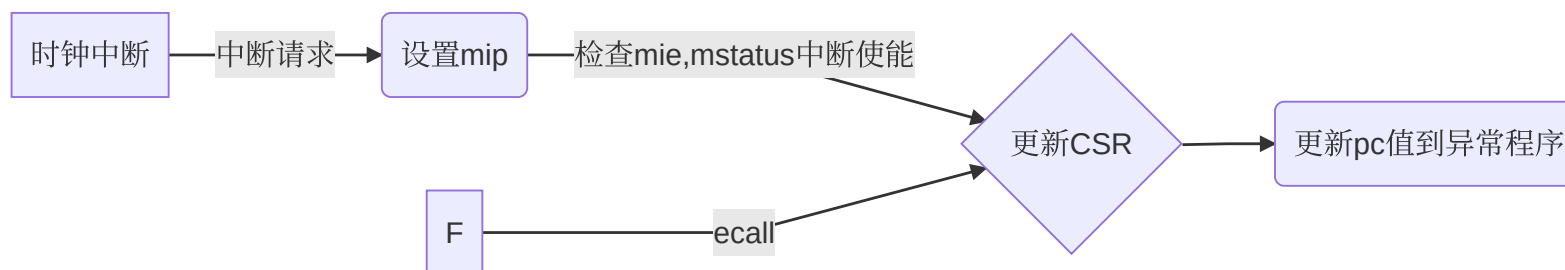 时钟中断
中断请求
设置mip
检查mie,mstatus中断使能
更新CSR
更新pc值到异常程序
F
ecall